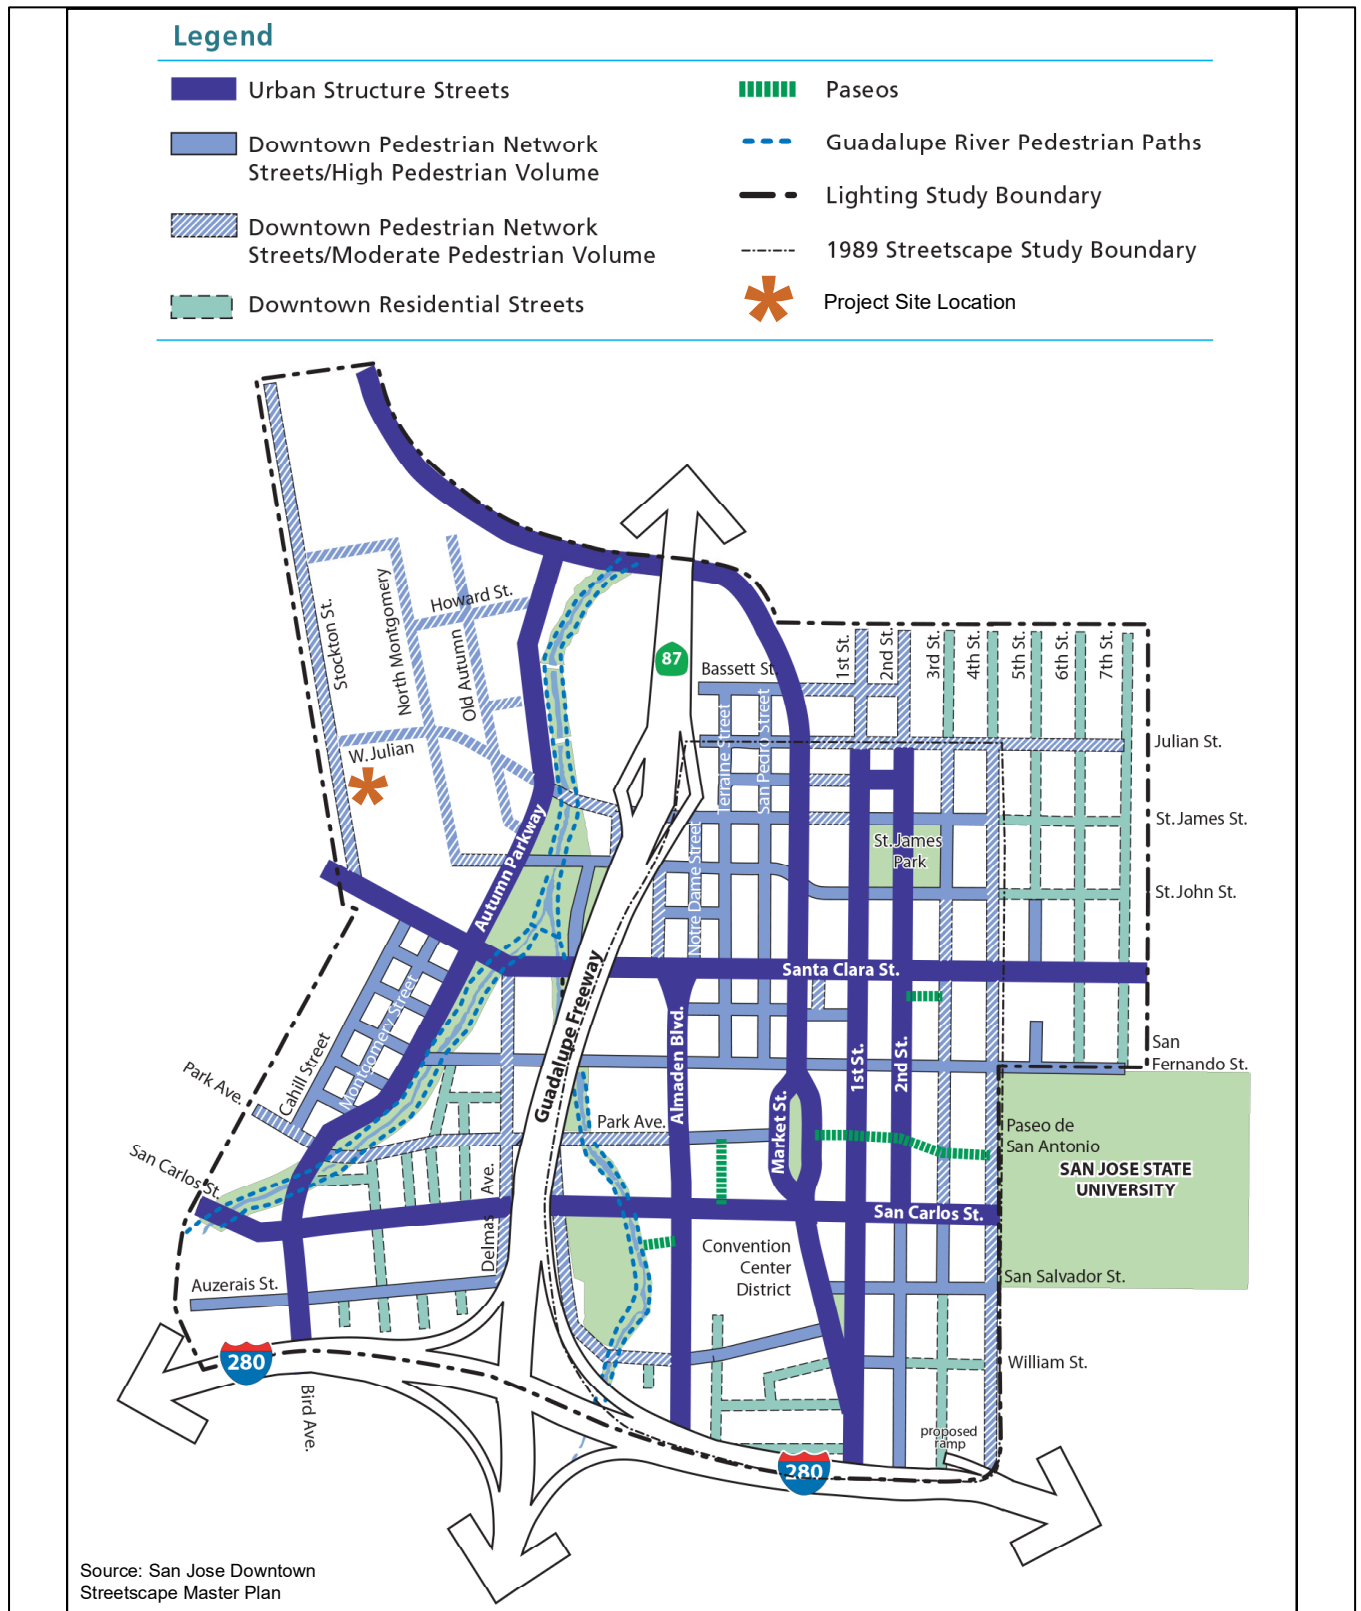 Legend
Urban Structure Streets
Downtown Pedestrian Network
Streets/High Pedestrian Volume
Downtown Pedestrian Network
Streets/Moderate Pedestrian Volume
Downtown Residential Streets
Paseos
Guadalupe River Pedestrian Paths
Lighting Study Boundary
1989 Streetscape Study Boundary
Project Site Location
Stockton St.
North Montgomery
Howard St.
Old Autumn
W. Julian
Autumn Parkway
87
Bassett St.
Terraine Street
San Pedro Street
Notre Dame Street
1st St.
2nd St.
3rd St.
4th St.
5th St.
6th St.
7th St.
Julian St.
St. James St.
St. James
Park
St. John St.
Santa Clara St.
Guadalupe Freeway
Almaden Blvd.
Market St.
1st St.
2nd St.
San
Fernando St.
Cahill Street
Montgomery Street
Park Ave.
San Carlos St.
Park Ave.
Delmas Ave.
Paseo de
San Antonio
SAN JOSE STATE
UNIVERSITY
San Carlos St.
Convention
Center
District
San Salvador St.
Auzerais St.
280
Bird Ave.
William St.
proposed
ramp
280
Source: San Jose Downtown
Streetscape Master Plan